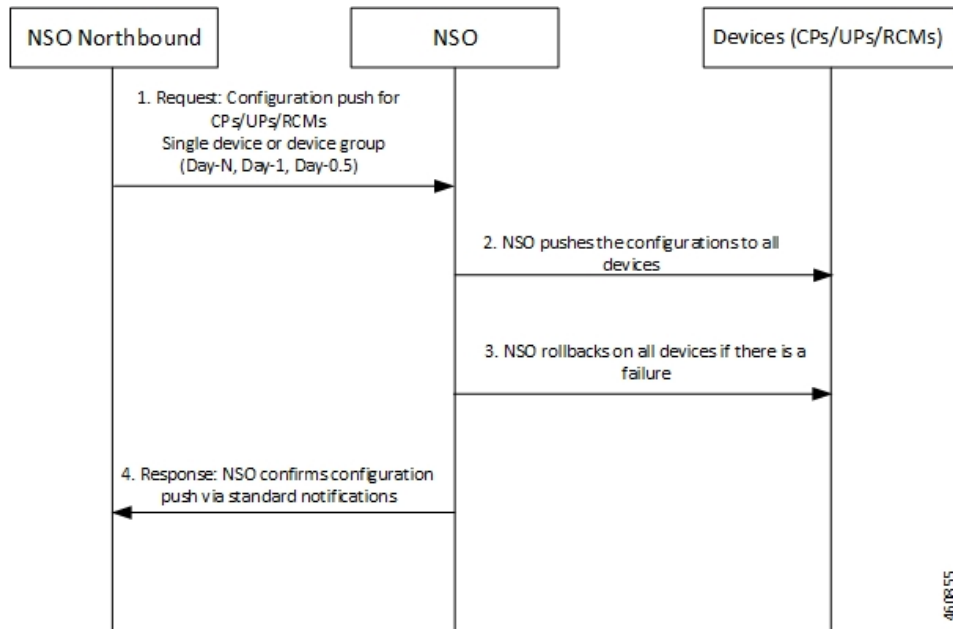 NSO Northbound
NSO
Devices (CPs/UPs/RCMs)
1. Request: Configuration push for
CPs/UPs/RCMs
Single device or device group
(Day-N, Day-1, Day-0.5)
2. NSO pushes the configurations to all
devices
3. NSO rollbacks on all devices if there is a
failure
4. Response: NSO confirms configuration
push via standard notifications
460855